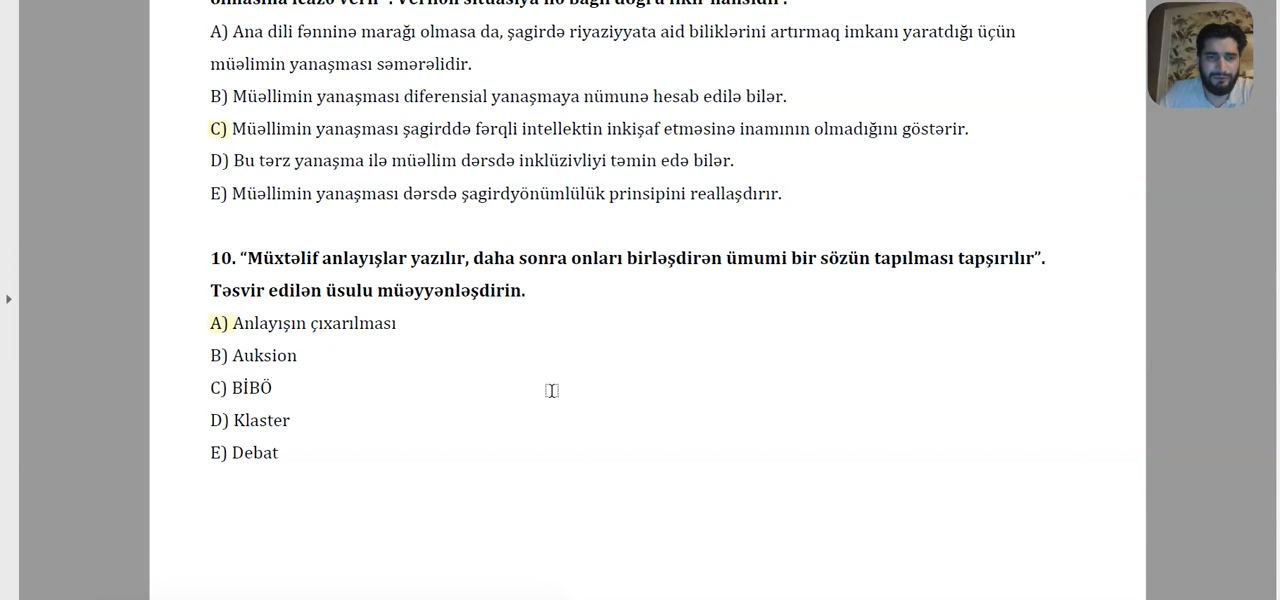 A) Ana dili fənninə marağı olmasa da, şagirdə riyaziyyata aid biliklərini artırmaq imkanı yaratdığı üçün
müəlimin yanaşması səmərəlidir.
B) Müəllimin yanaşması diferensial yanaşmaya nümunə hesab edilə bilər.
C) Müəllimin yanaşması şagirddə fərqli intellektin inkişaf etməsinə inamının olmadığını göstərir.
D) Bu tərz yanaşma ilə müəllim dərsdə inklüzivliyi təmin edə bilər.
E) Müəllimin yanaşması dərsdə şagirdyönümlülük prinsipini reallaşdırır.
10. “Müxtəlif anlayışlar yazılır, daha sonra onları birləşdirən ümumi bir sözün tapılması tapşırılır”.
Təsvir edilən üsulu müəyyənləşdirin.
A) Anlayışın çıxarılması
B) Auksion
C) BİBÖ
D) Klaster
E) Debat